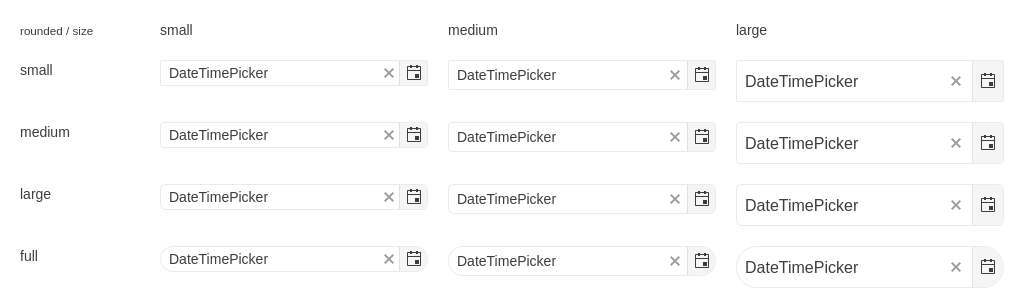 rounded / size small medium large
small DateTimePicker DateTimePicker DateTimePicker
medium DateTimePicker DateTimePicker DateTimePicker
large DateTimePicker DateTimePicker DateTimePicker
full DateTimePicker DateTimePicker DateTimePicker